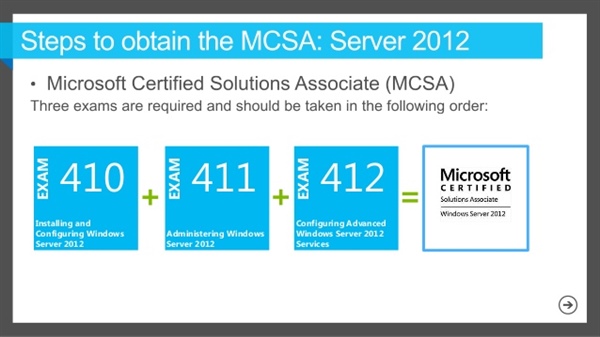 Steps to obtain the MCSA: Server 2012
• Microsoft Certified Solutions Associate (MCSA)
Three exams are required and should be taken in the following order:
EXAM 410
Installing and
Configuring Windows
Server 2012
+
EXAM 411
Administering Windows
Server 2012
+
EXAM 412
Configuring Advanced
Windows Server 2012
Services
=
Microsoft
CERTIFIED
Solutions Associate
Windows Server 2012